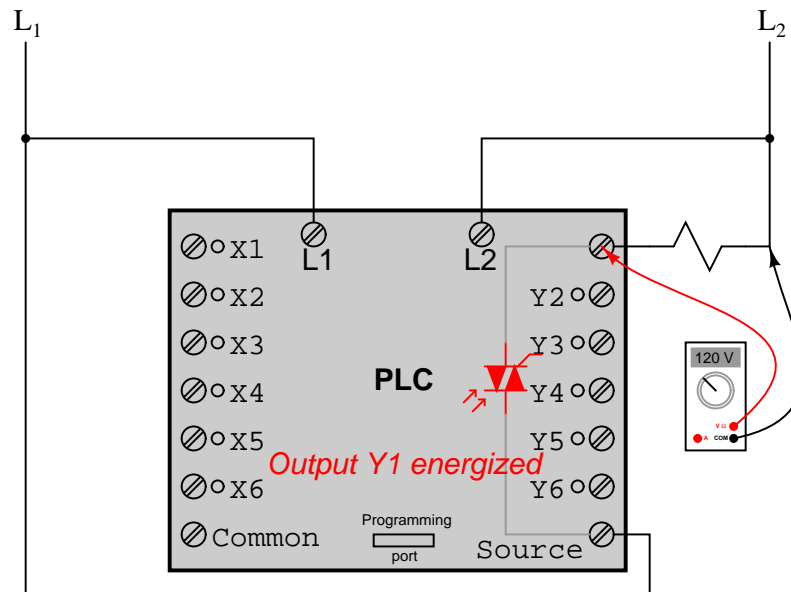 L1
L2
L1
L2
X1
X2
X3
X4
X5
X6
Common
PLC
Output Y1 energized
Programming
port
Y2
Y3
Y4
Y5
Y6
Source
120 V
V Ω
A
COM